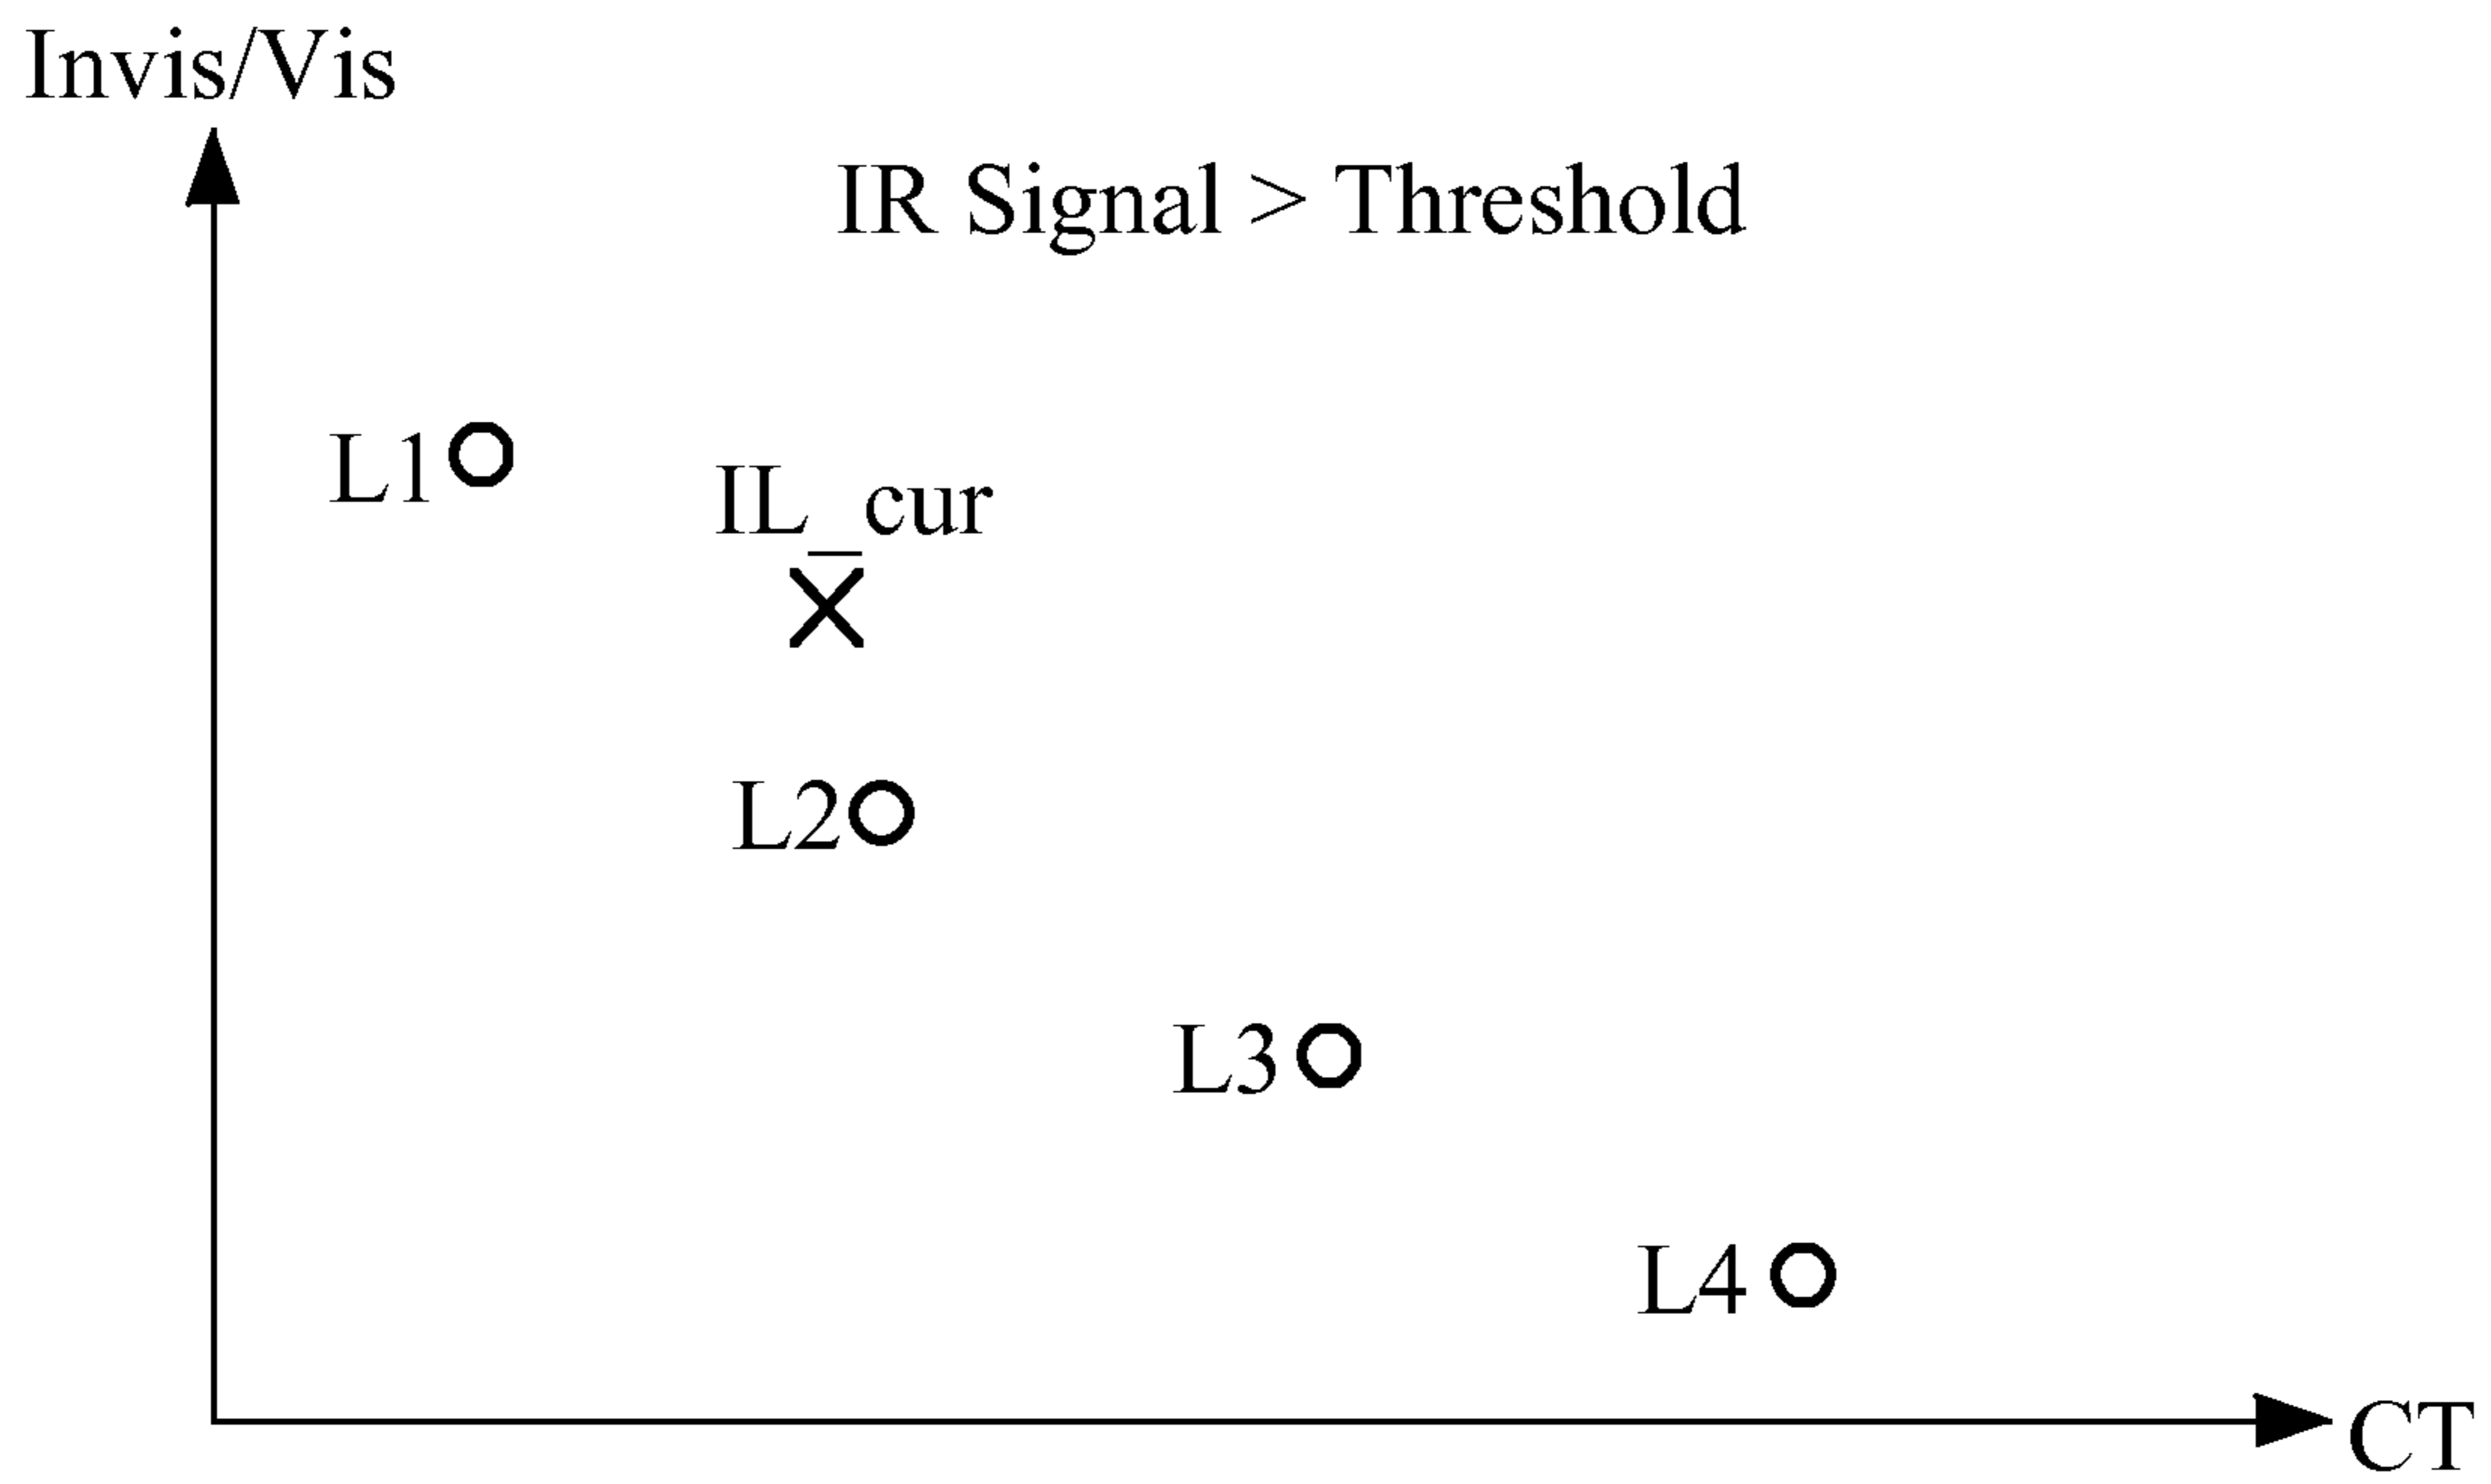 Invis/Vis
IR Signal > Threshold
L1
IL_cur
L2
L3
L4
CT